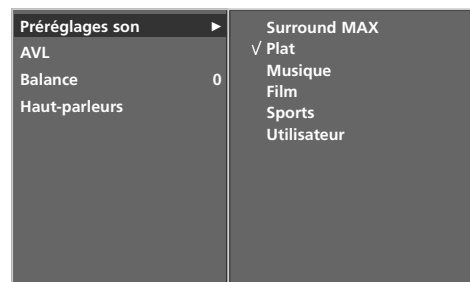 Préréglages son ►
AVL
Balance 0
Haut-parleurs
Surround MAX
√ Plat
Musique
Film
Sports
Utilisateur